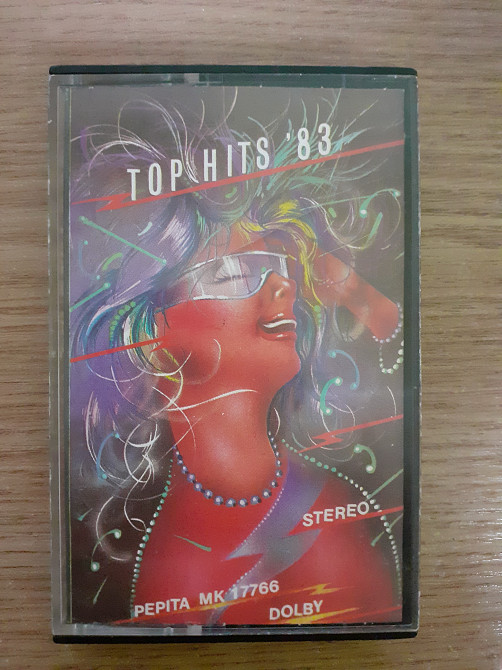 TOP HITS '83
STEREO
PEPITA MK 17766
DOLBY